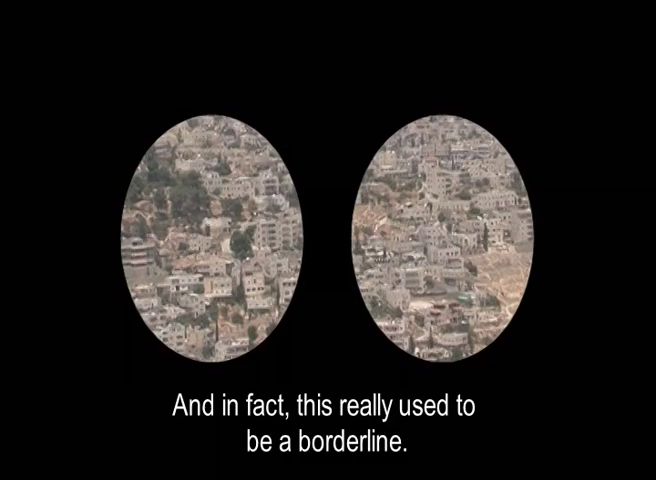 And in fact, this really used to
be a borderline.